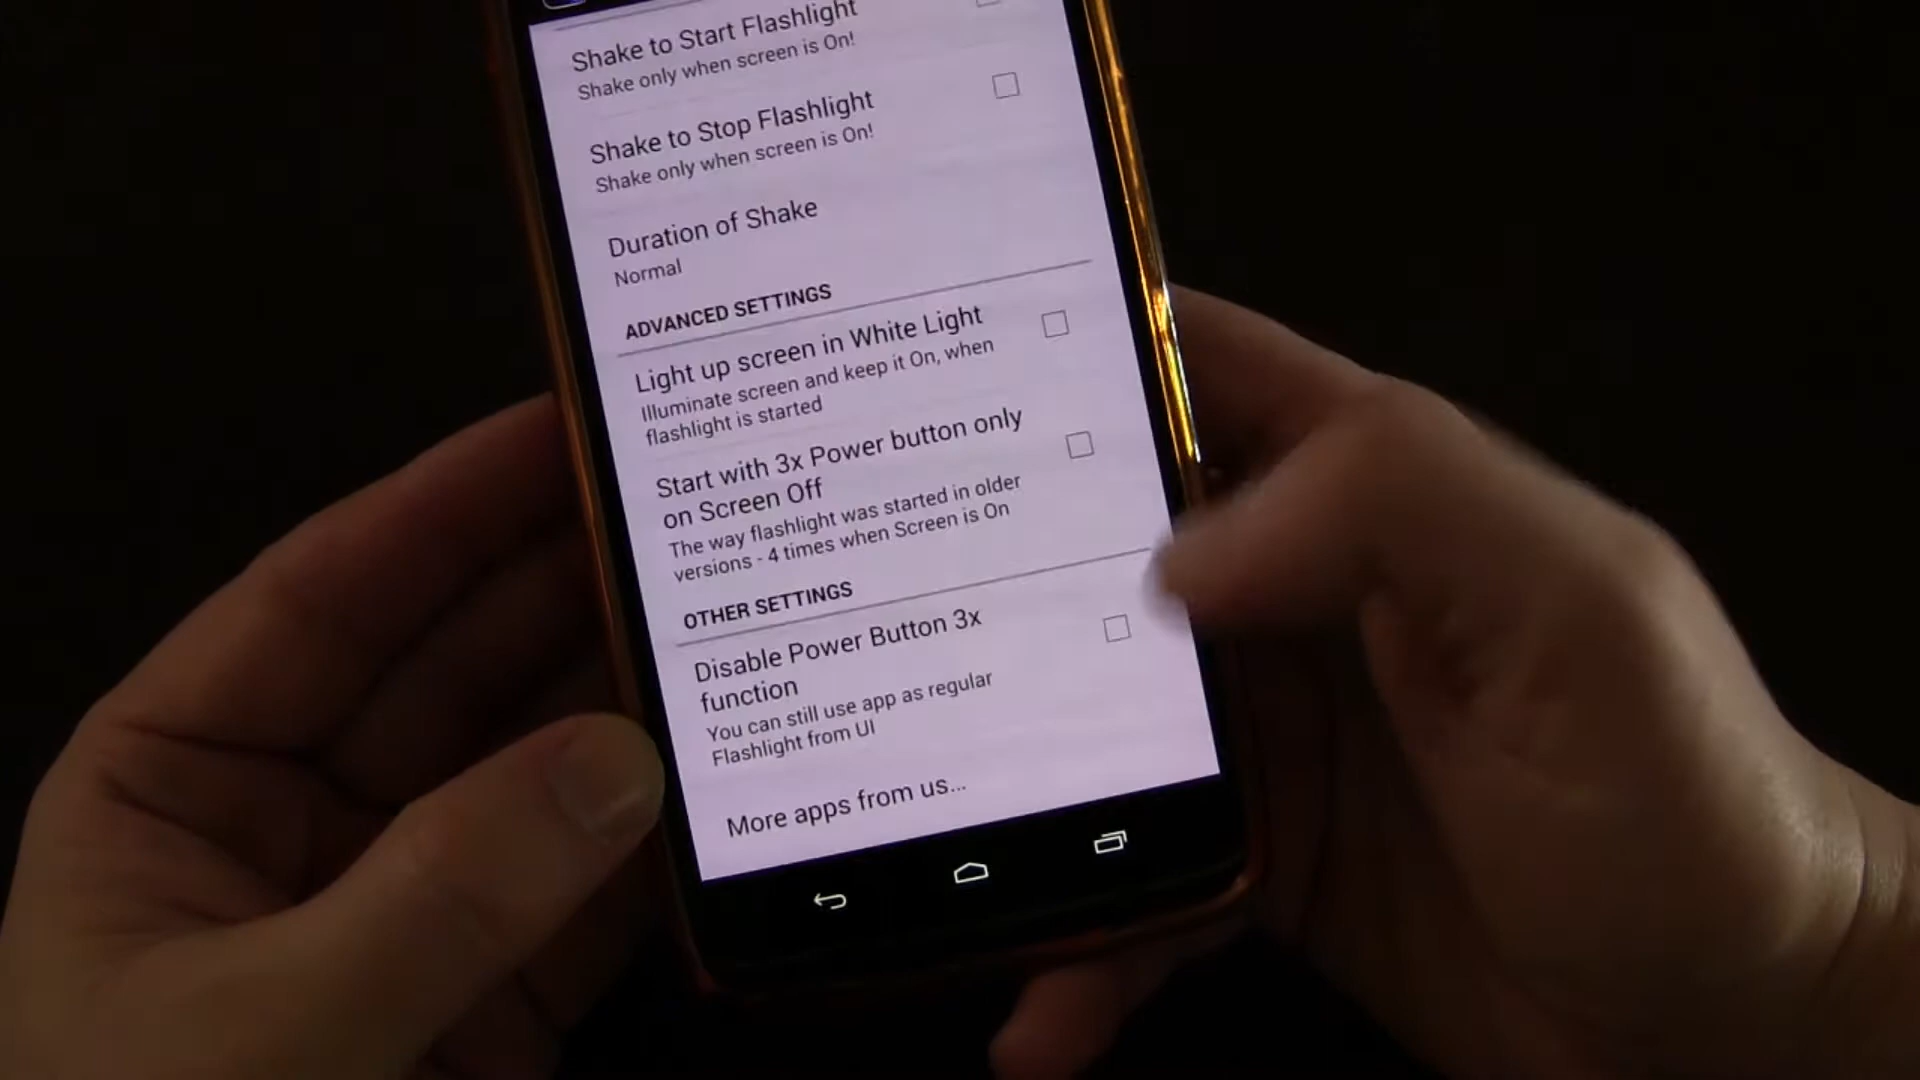 Shake to Start Flashlight
Shake only when screen is On!
Shake to Stop Flashlight
Shake only when screen is On!
Duration of Shake
Normal
ADVANCED SETTINGS
Light up screen in White Light
Illuminate screen and keep it On, when
flashlight is started
Start with 3x Power button only
on Screen Off
The way flashlight was started in older
versions - 4 times when Screen is On
OTHER SETTINGS
Disable Power Button 3x
function
You can still use app as regular
Flashlight from UI
More apps from us...